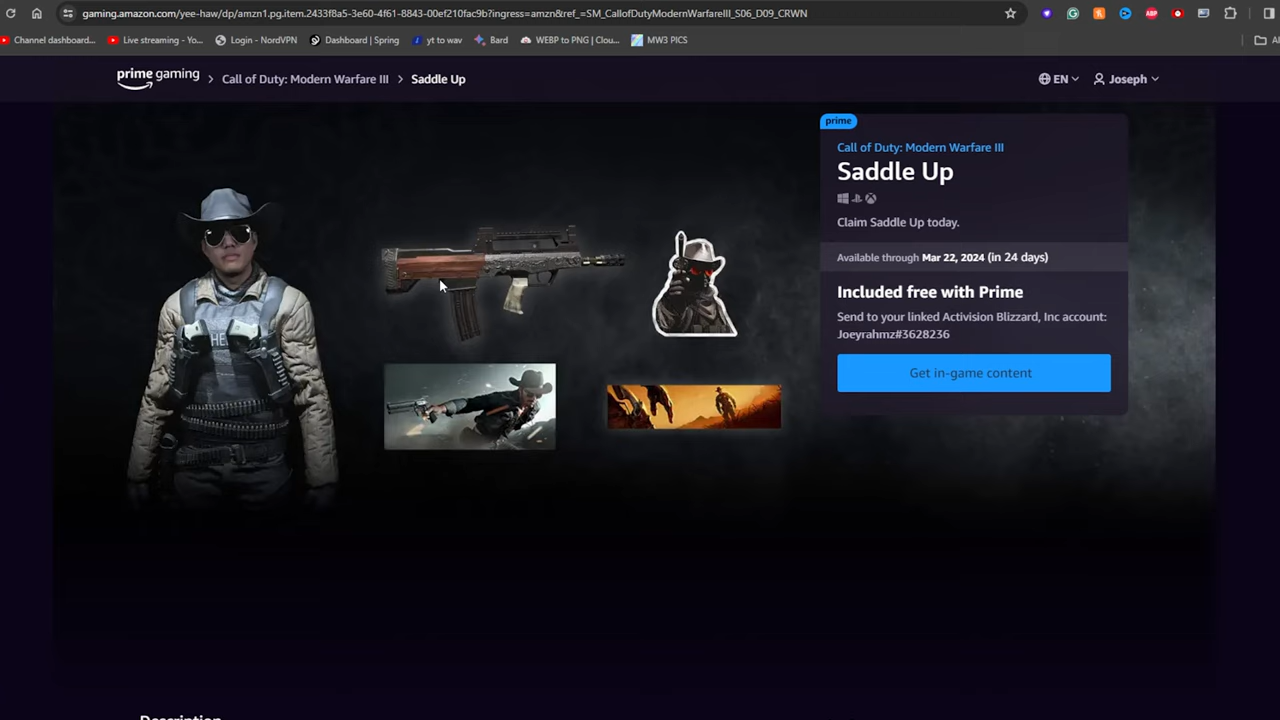 gaming.amazon.com/yee-haw/dp/amzn1.pg.item.2433f8a5-3e60-4f61-8843-00ef210fac9b?ingress=amzn&ref_=SM_CallofDutyModernWarfareIII_S06_D09_CRWN
Channel dashboard... Live streaming - Yo... Login - NordVPN Dashboard | Spring yt to wav Bard WEBP to PNG | Clou... MW3 PICS
prime gaming > Call of Duty: Modern Warfare III > Saddle Up EN Joseph
prime
Call of Duty: Modern Warfare III
Saddle Up
Claim Saddle Up today.
Available through Mar 22, 2024 (in 24 days)
Included free with Prime
Send to your linked Activision Blizzard, Inc account:
Joeyrahmz#3628236
Get in-game content
Description